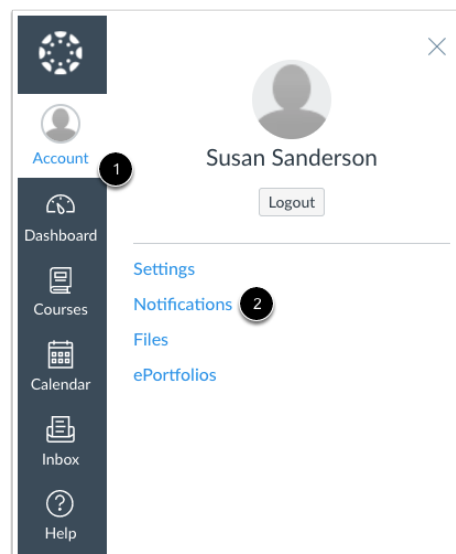 Account
1
Dashboard
Courses
Calendar
Inbox
Help
Susan Sanderson
Logout
Settings
Notifications 2
Files
ePortfolios